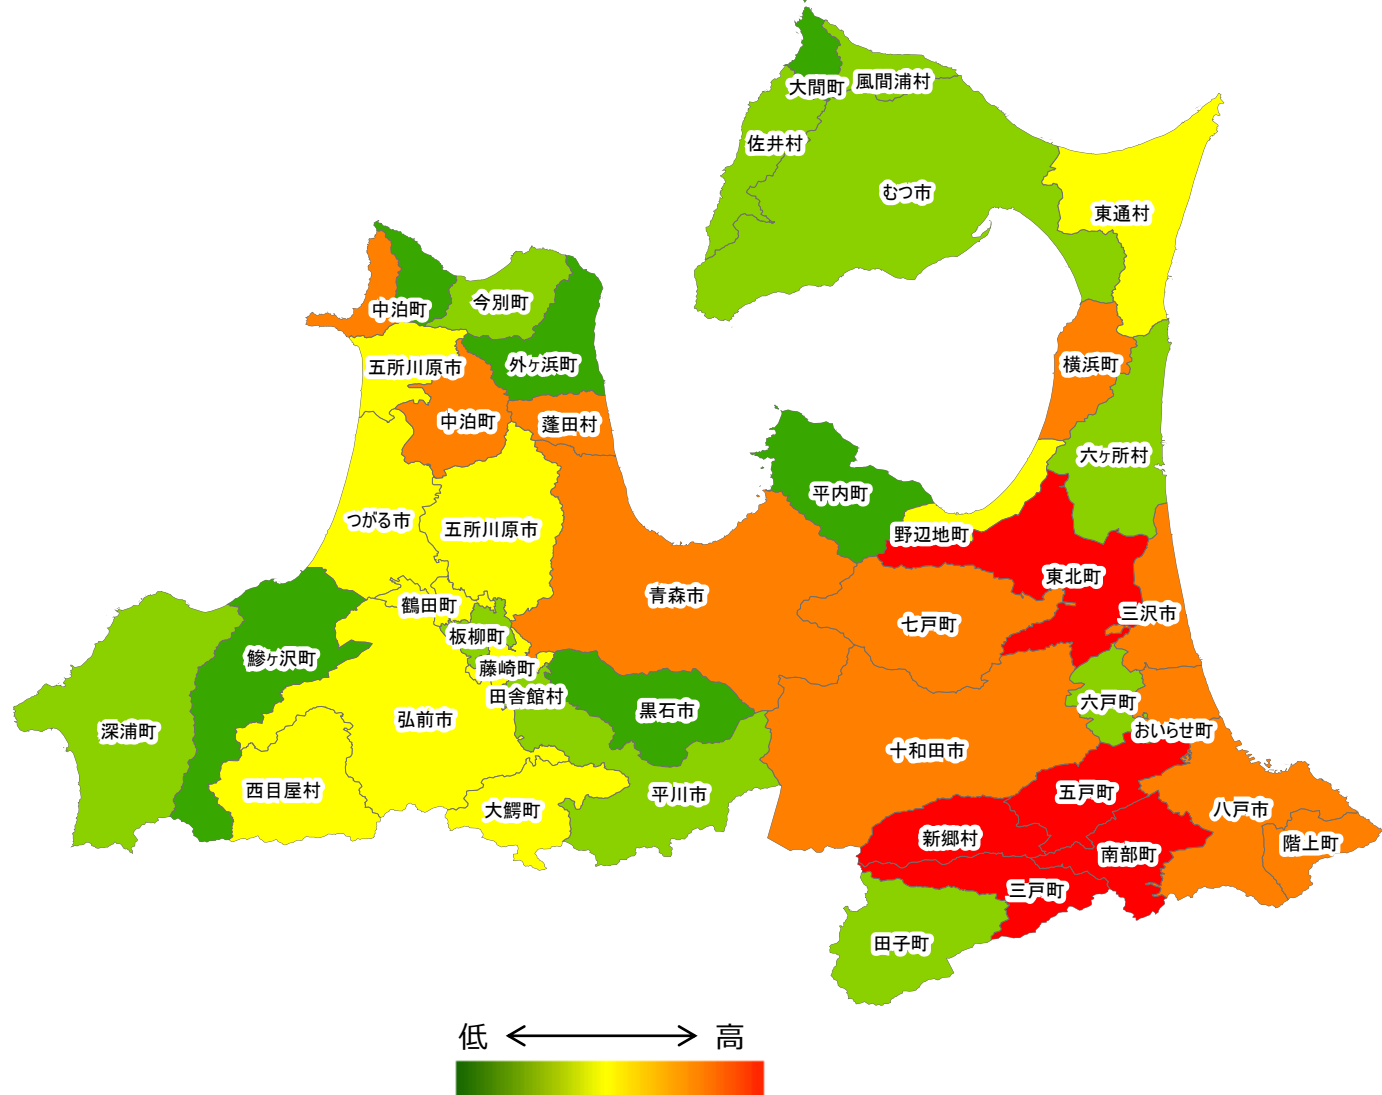 大間町
風間浦村
佐井村
むつ市
東通村
中泊町
今別町
外ヶ浜町
五所川原市
横浜町
中泊町
蓬田村
六ヶ所村
平内町
つがる市
五所川原市
野辺地町
東北町
青森市
鶴田町
三沢市
七戸町
板柳町
鰺ヶ沢町
藤崎町
田舎館村
六戸町
黒石市
弘前市
深浦町
おいらせ町
十和田市
西目屋村
五戸町
平川市
大鰐町
八戸市
新郷村
階上町
南部町
三戸町
田子町
低 高